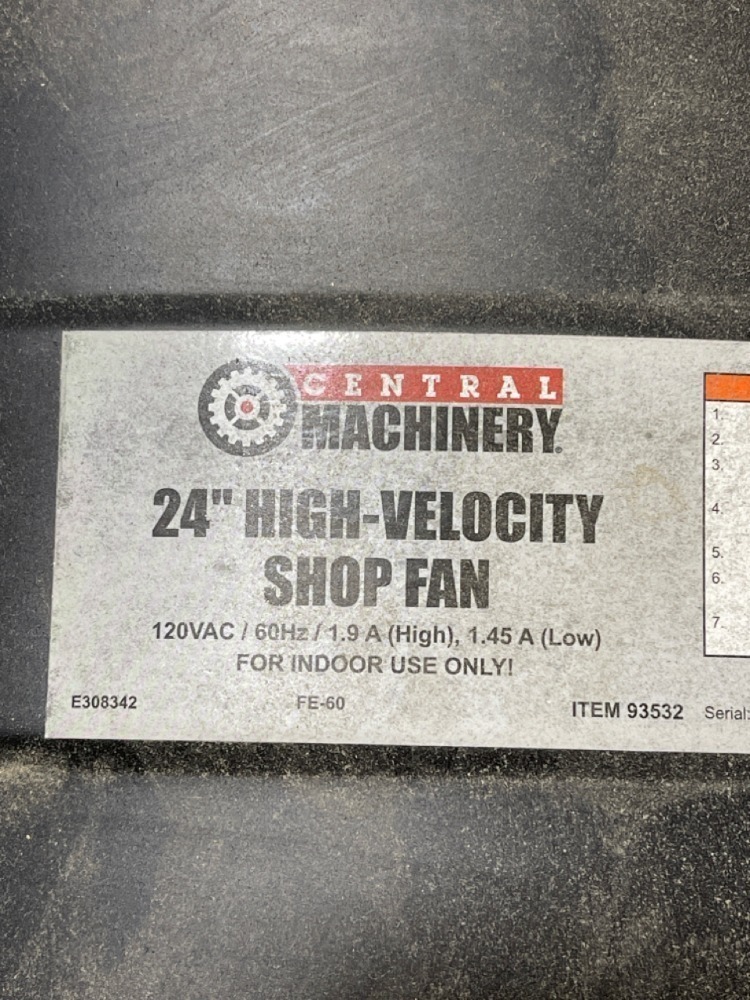 CENTRAL
MACHINERY.
24" HIGH-VELOCITY
SHOP FAN
120VAC / 60Hz / 1.9 A (High), 1.45 A (Low)
FOR INDOOR USE ONLY!
E308342 FE-60 ITEM 93532 Serial:
1.
2.
3.
4.
5.
6.
7.